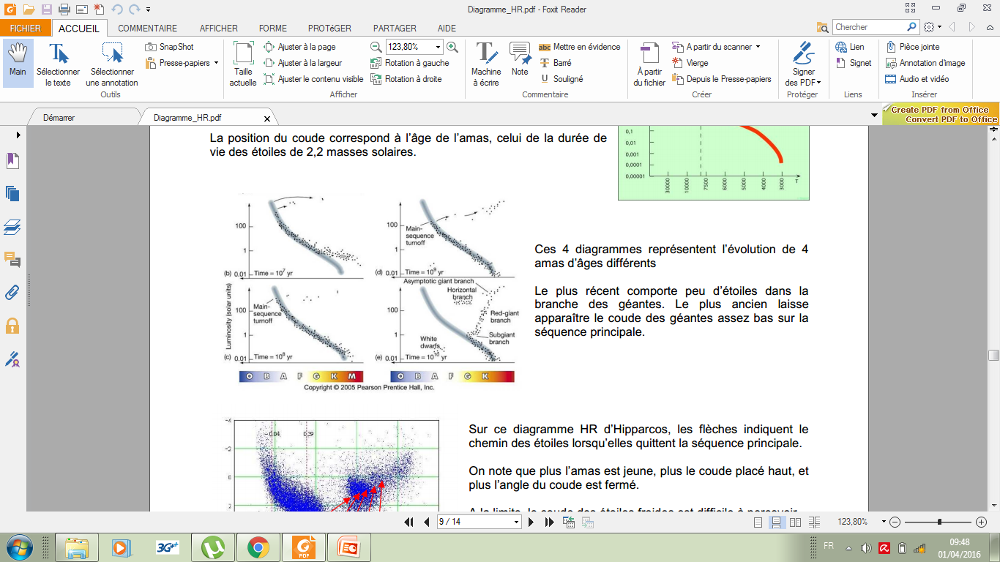 Diagramme_HR.pdf - Foxit Reader
FICHIER ACCUEIL COMMENTAIRE AFFICHER FORME PROTéGER PARTAGER AIDE
Chercher
Main
Sélectionner le texte
Sélectionner une annotation
SnapShot
Presse-papiers
Outils
Taille actuelle
Ajuster à la page
Ajuster à la largeur
Ajuster le contenu visible
123,80%
Rotation à gauche
Rotation à droite
Afficher
Machine à écrire
Note
abc Mettre en évidence
Barré
Souligné
Commentaire
À partir du fichier
A partir du scanner
Vierge
Depuis le Presse-papiers
Créer
Signer des PDF
Protéger
Lien
Signet
Liens
Pièce jointe
Annotation d'image
Audio et vidéo
Insérer
Démarrer
Diagramme_HR.pdf
Create PDF from Office
Convert PDF to Office
La position du coude correspond à l'âge de l'amas, celui de la durée de
vie des étoiles de 2,2 masses solaires.
0,1
0,01
0,001
0,0001
0,00001
30000 10000 7500 6000 5000 4000 3000 T
100
1
(b) 0.01 Time = 10⁷ yr
100
Main-
sequence
turnoff
1
(d) 0.01 Time = 10⁹ yr
Luminosity (solar units)
Main-
sequence
turnoff
100
1
(c) 0.01 Time = 10⁸ yr
Asymptotic giant branch
Horizontal
branch
100
Red-giant
branch
1
Subgiant
branch
White
dwarfs
(e) 0.01 Time = 10¹⁰ yr
O B A F G K M
O B A F G K
Copyright © 2005 Pearson Prentice Hall, Inc.
Ces 4 diagrammes représentent l'évolution de 4
amas d'âges différents
Le plus récent comporte peu d'étoiles dans la
branche des géantes. Le plus ancien laisse
apparaître le coude des géantes assez bas sur la
séquence principale.
-4
-0.04 0.39
-2
2
Sur ce diagramme HR d'Hipparcos, les flèches indiquent le
chemin des étoiles lorsqu'elles quittent la séquence principale.
On note que plus l'amas est jeune, plus le coude placé haut, et
plus l'angle du coude est fermé.
A la limite, le coude des étoiles froides est difficile à percevoir
9 / 14
123,80%
3G++
PDF
FR
09:48
01/04/2016